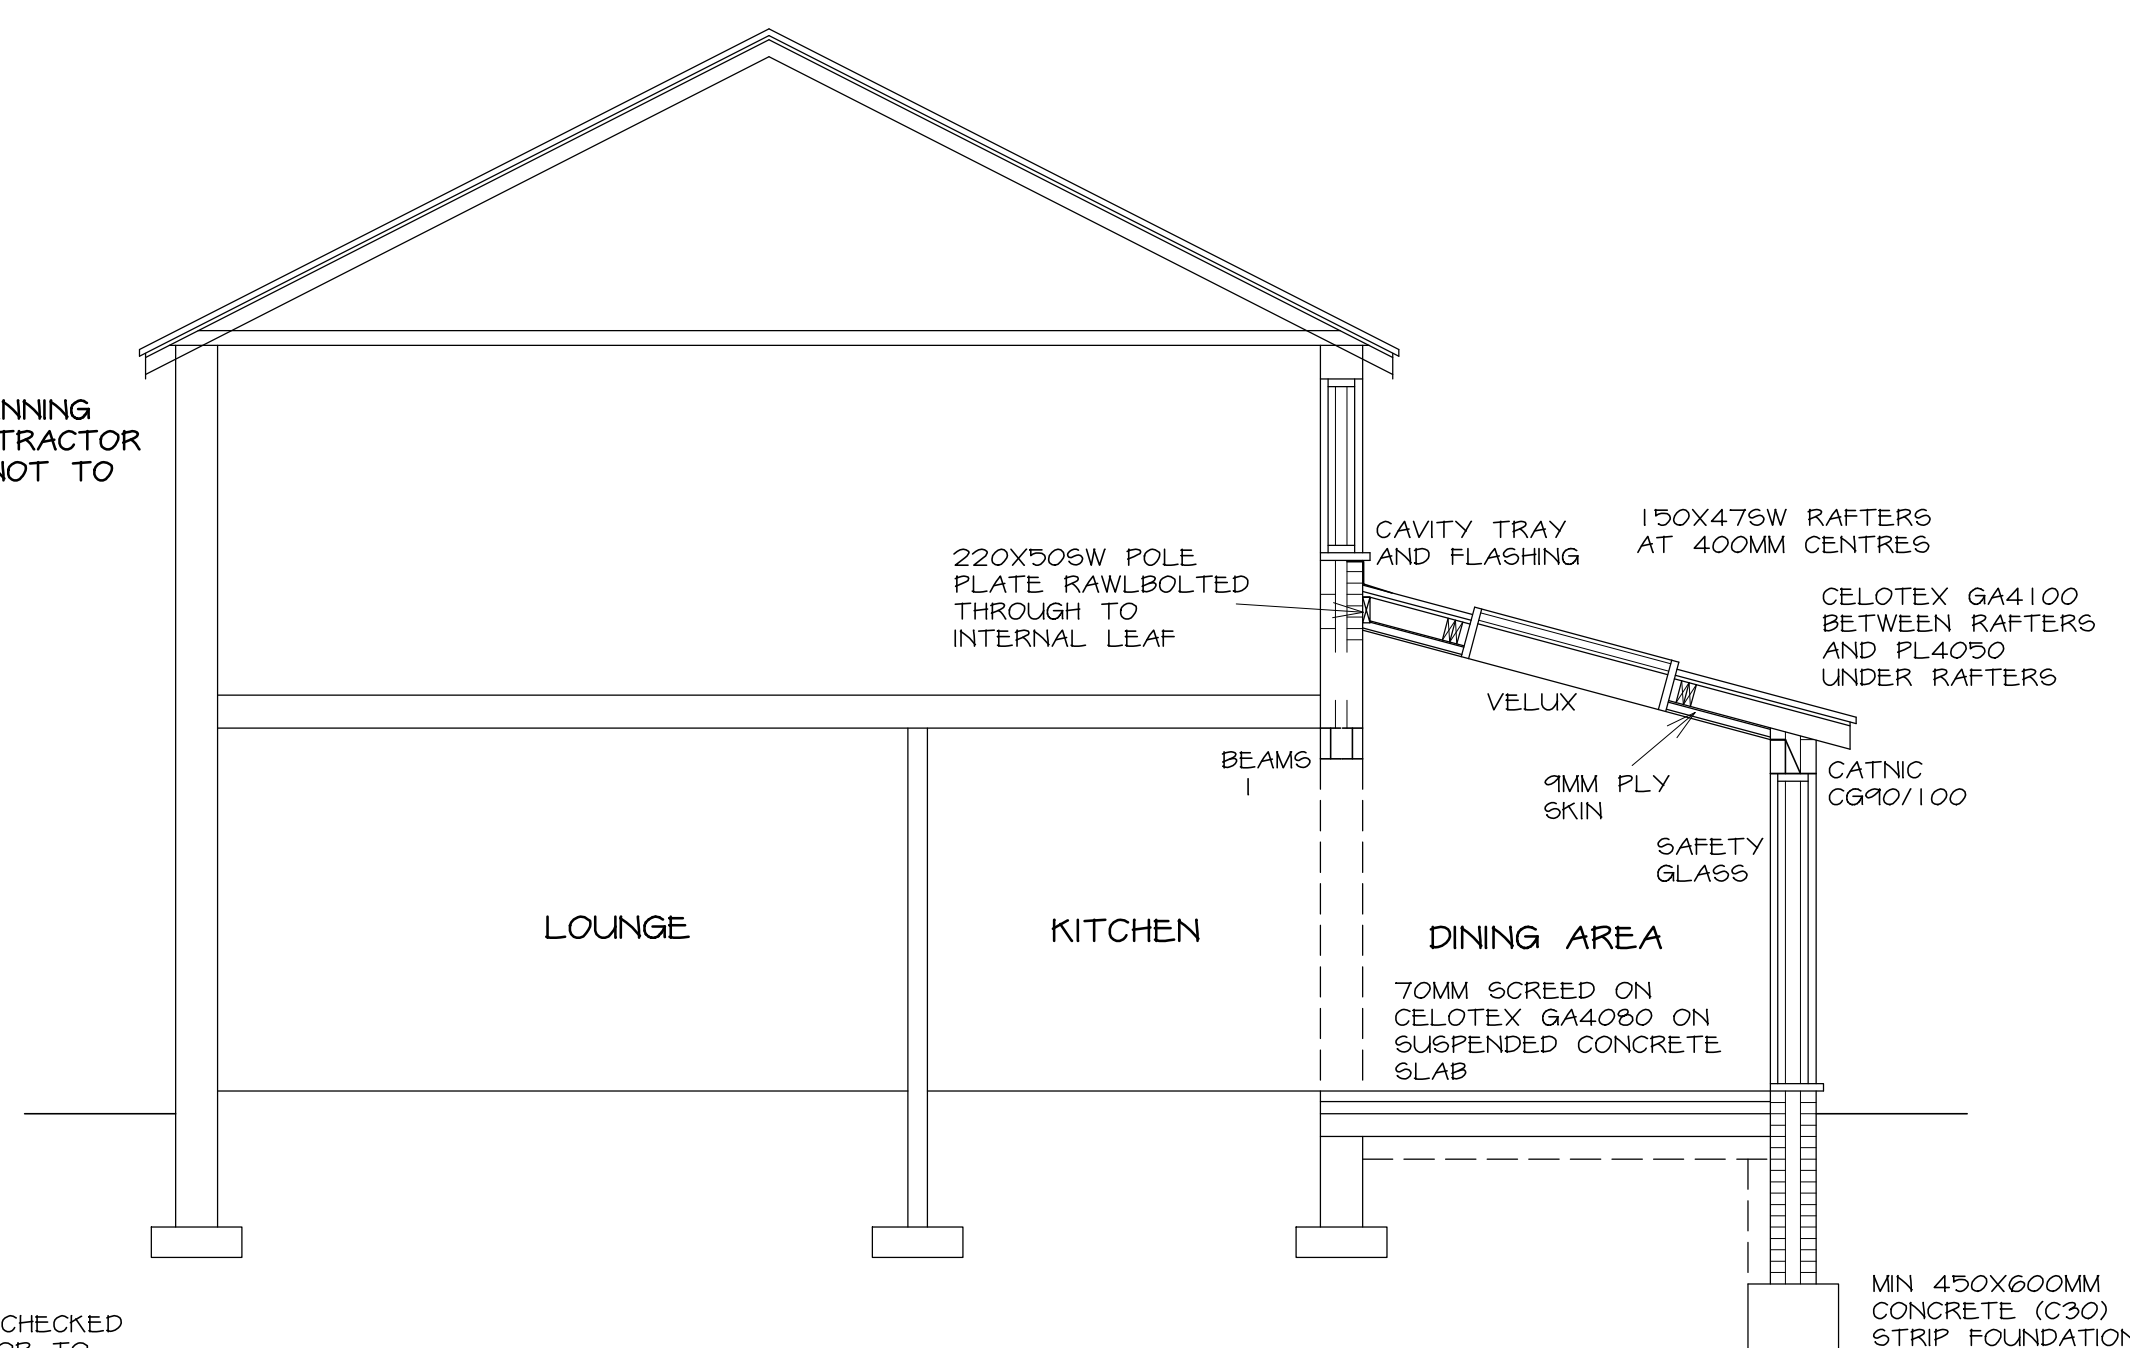 NNING
TRACTOR
NOT TO
220X50SW POLE
PLATE RAWLBOLTED
THROUGH TO
INTERNAL LEAF
CAVITY TRAY
AND FLASHING
150X47SW RAFTERS
AT 400MM CENTRES
CELOTEX GA4100
BETWEEN RAFTERS
AND PL4050
UNDER RAFTERS
VELUX
BEAMS
1
9MM PLY
SKIN
CATNIC
CG90/100
SAFETY
GLASS
LOUNGE
KITCHEN
DINING AREA
70MM SCREED ON
CELOTEX GA4080 ON
SUSPENDED CONCRETE
SLAB
MIN 450X600MM
CONCRETE (C30)
STRIP FOUNDATION
CHECKED
OR TO